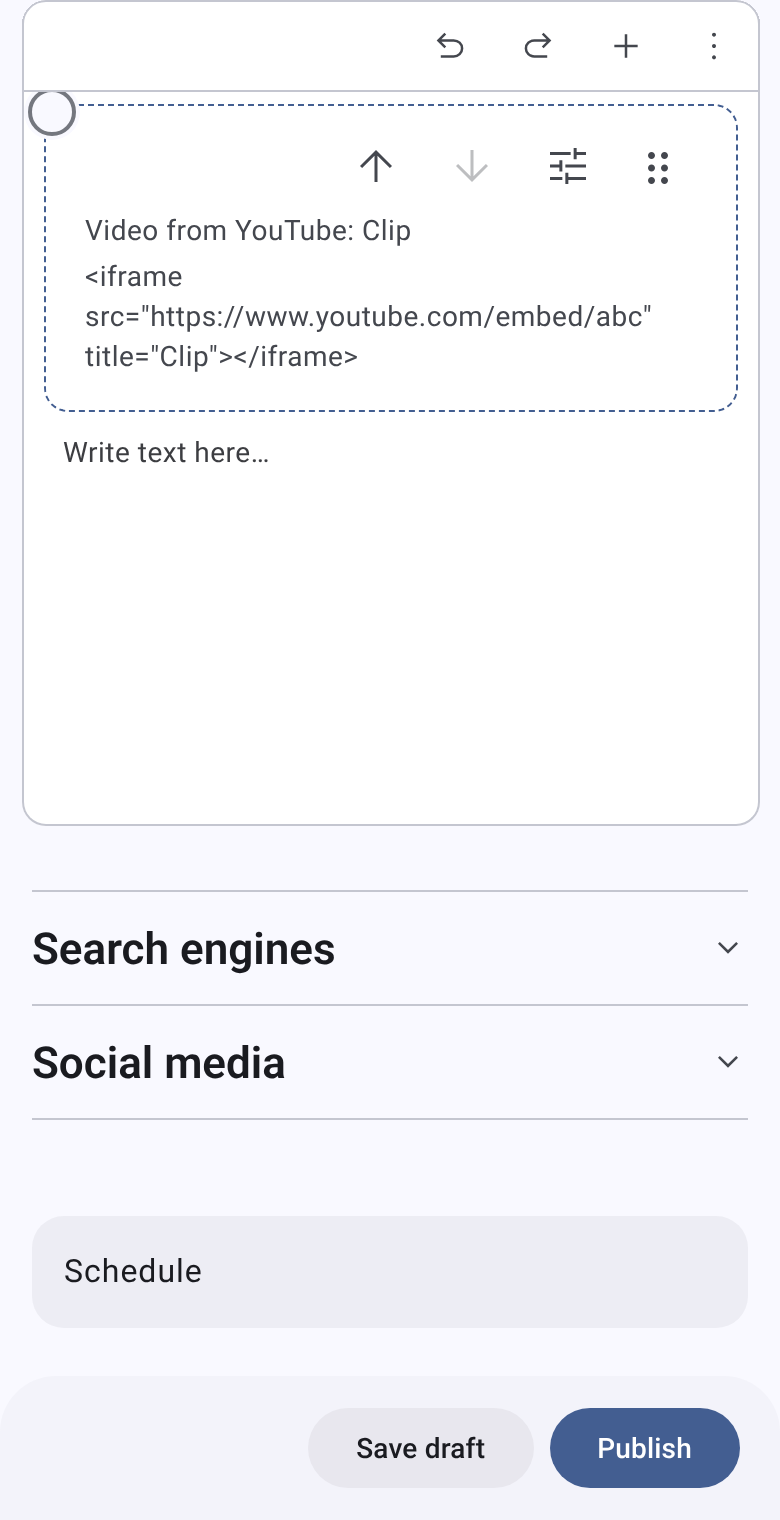 Video from YouTube: Clip
<iframe
src="https://www.youtube.com/embed/abc"
title="Clip"></iframe>
Write text here…
Search engines
Social media
Schedule
Save draft
Publish